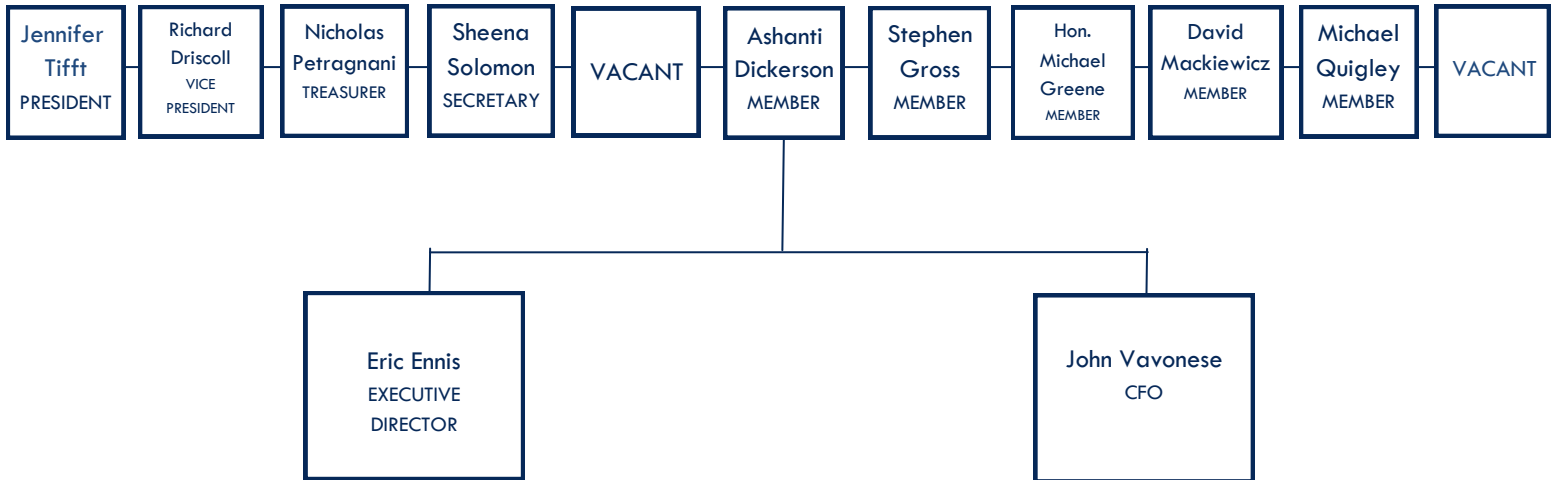 Jennifer
Tifft
PRESIDENT
Richard
Driscoll
VICE
PRESIDENT
Nicholas
Petragnani
TREASURER
Sheena
Solomon
SECRETARY
VACANT
Ashanti
Dickerson
MEMBER
Stephen
Gross
MEMBER
Hon.
Michael
Greene
MEMBER
David
Mackiewicz
MEMBER
Michael
Quigley
MEMBER
VACANT
Eric Ennis
EXECUTIVE
DIRECTOR
John Vavonese
CFO